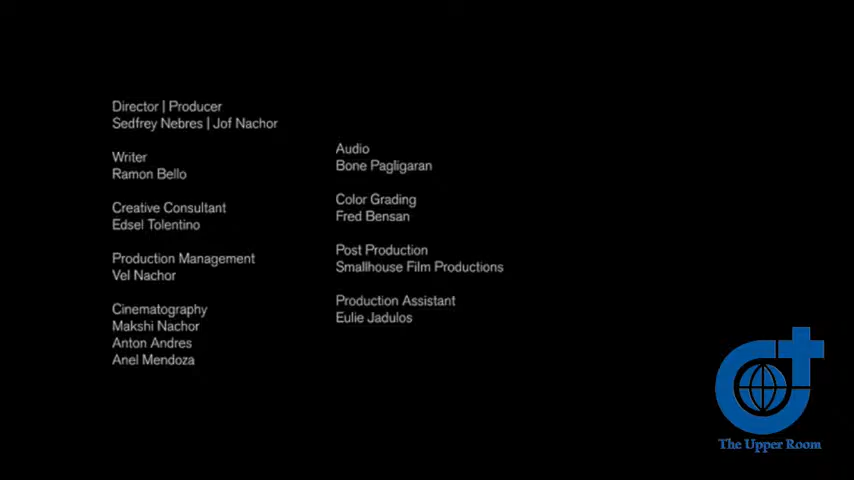 Director | Producer
Sedfrey Nebres | Jof Nachor
Writer
Ramon Bello
Creative Consultant
Edsel Tolentino
Production Management
Vel Nachor
Cinematography
Makshi Nachor
Anton Andres
Anel Mendoza
Audio
Bone Pagligaran
Color Grading
Fred Bensan
Post Production
Smallhouse Film Productions
Production Assistant
Eulie Jadulos
The Upper Room